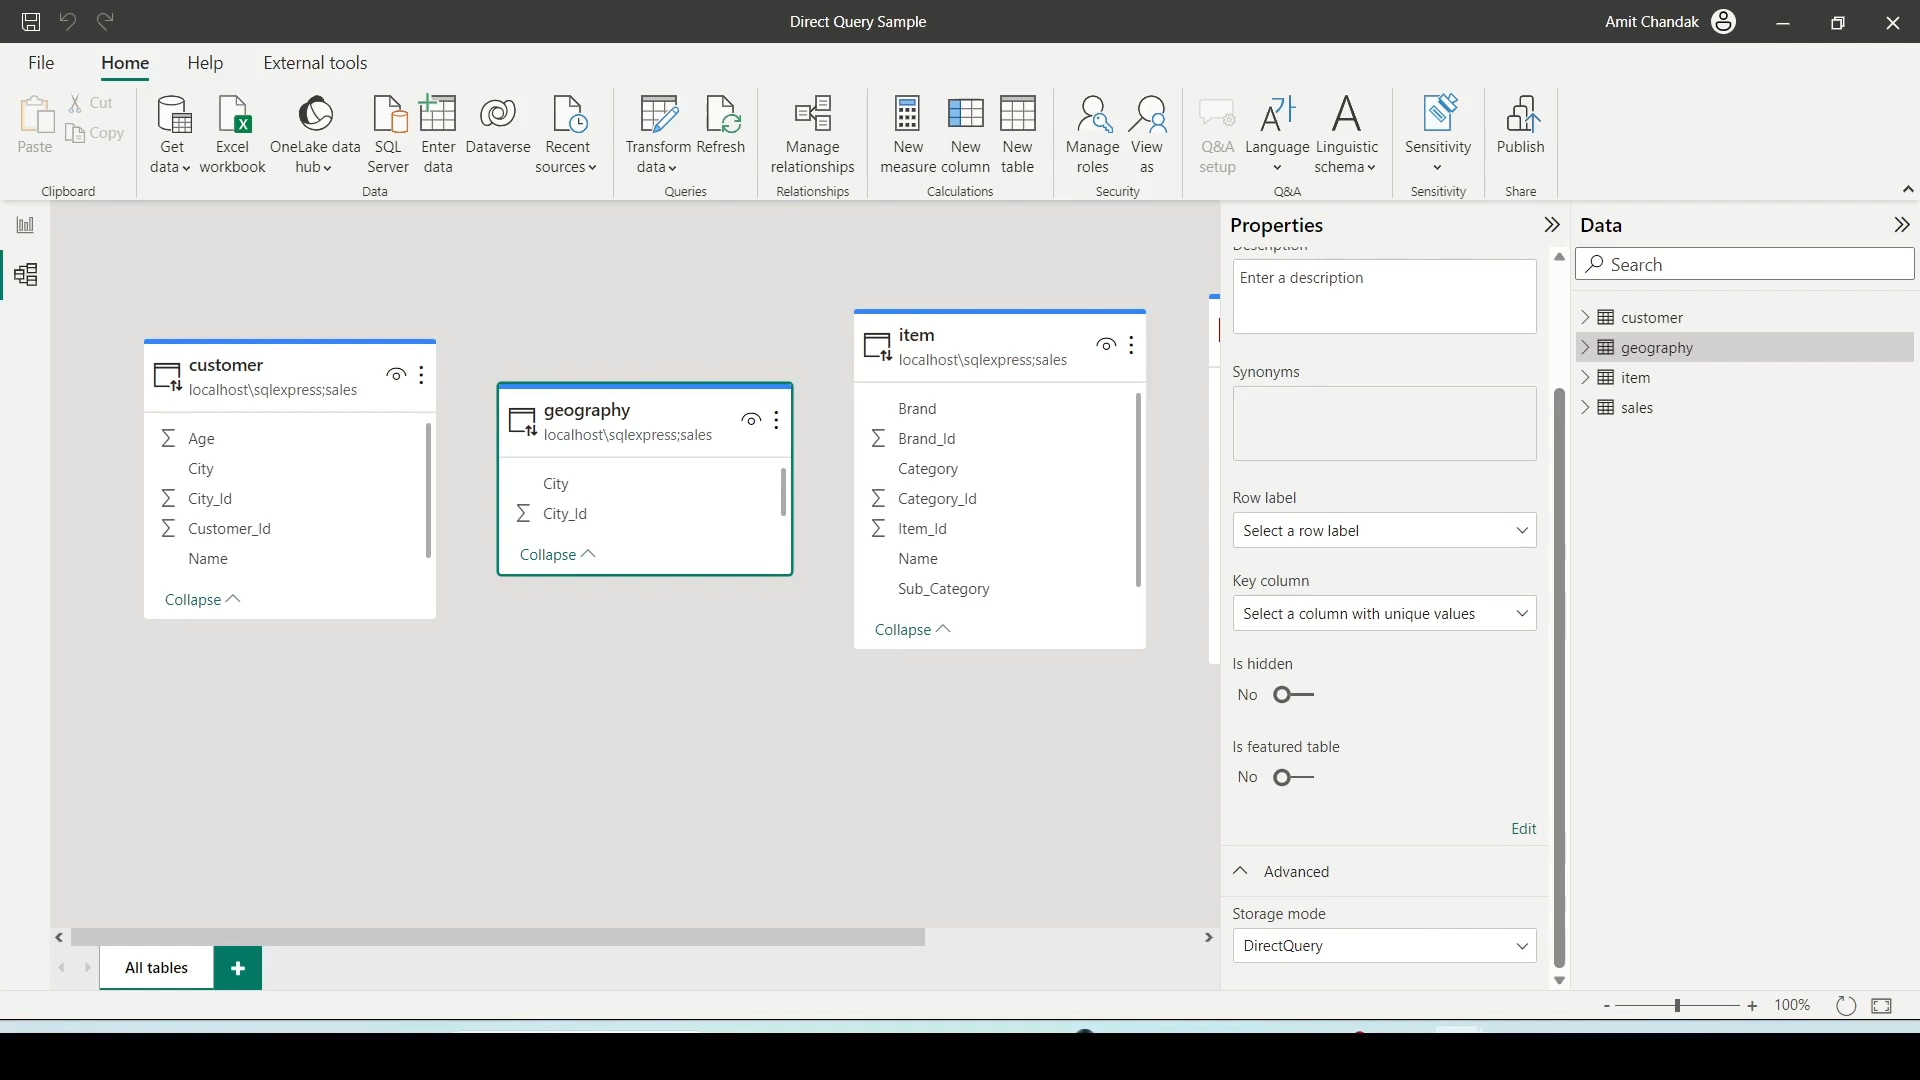 Direct Query Sample
Amit Chandak
File
Home
Help
External tools
Paste
Cut
Copy
Clipboard
Get
data
Excel
workbook
OneLake data
hub
SQL
Server
Enter
data
Dataverse
Recent
sources
Data
Transform
data
Refresh
Queries
Manage
relationships
Relationships
New
measure
New
column
New
table
Calculations
Manage
roles
View
as
Security
Q&A
setup
Language
Linguistic
schema
Q&A
Sensitivity
Sensitivity
Publish
Share
customer
localhost\sqlexpress;sales
Age
City
City_Id
Customer_Id
Name
Collapse
geography
localhost\sqlexpress;sales
City
City_Id
Collapse
item
localhost\sqlexpress;sales
Brand
Brand_Id
Category
Category_Id
Item_Id
Name
Sub_Category
Collapse
Properties
Description
Enter a description
Synonyms
Row label
Select a row label
Key column
Select a column with unique values
Is hidden
No
Is featured table
No
Edit
Advanced
Storage mode
DirectQuery
Data
Search
customer
geography
item
sales
All tables
+
- + 100%